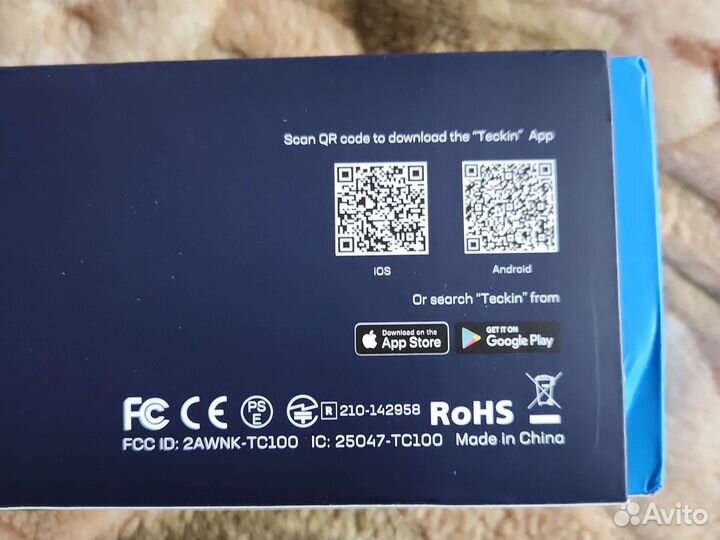 Scan QR code to download the "Teckin" App
iOS
Android
Or search "Teckin" from
Download on the
App Store
GET IT ON
Google Play
FC CE PS E R 210-142958 RoHS
FCC ID: 2AWNK-TC100 IC: 25047-TC100 Made in China
Avito